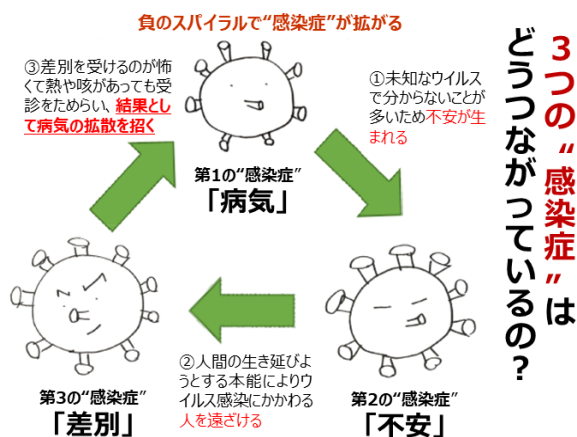 負のスパイラルで“感染症”が拡がる
3つの“感染症”は
どうつながっているの？
③差別を受けるのが怖
くて熱や咳があっても受
診をためらい、結果とし
て病気の拡散を招く
①未知なウイルス
で分からないことが
多いため不安が生
まれる
第1の“感染症”
「病気」
②人間の生き延びよ
うとする本能によりウ
イルス感染にかかわる
人を遠ざける
第3の“感染症”
「差別」
第2の“感染症”
「不安」